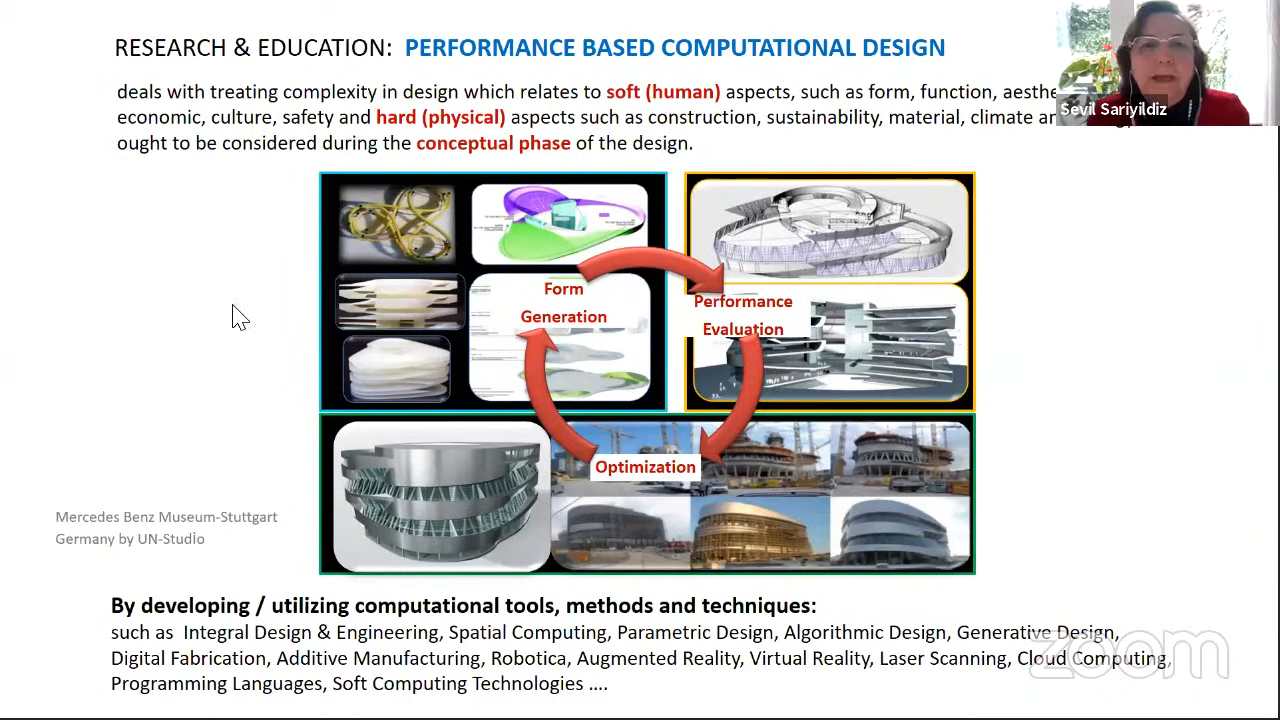 RESEARCH & EDUCATION: PERFORMANCE BASED COMPUTATIONAL DESIGN
deals with treating complexity in design which relates to soft (human) aspects, such as form, function,
economic, culture, safety and hard (physical) aspects such as construction, sustainability, material, climate
ought to be considered during the conceptual phase of the design.
Sevil Sariyildiz
Form
Generation
Performance
Evaluation
Optimization
Mercedes Benz Museum-Stuttgart
Germany by UN-Studİo
By developing / utilizing computational tools, methods and techniques:
such as Integral Design & Engineering, Spatial Computing, Parametric Design, Algorithmic Design, Generative Design,
Digital Fabrication, Additive Manufacturing, Robotica, Augmented Reality, Virtual Reality, Laser Scanning, Cloud Computing,
Programming Languages, Soft Computing Technologies ....
zoom